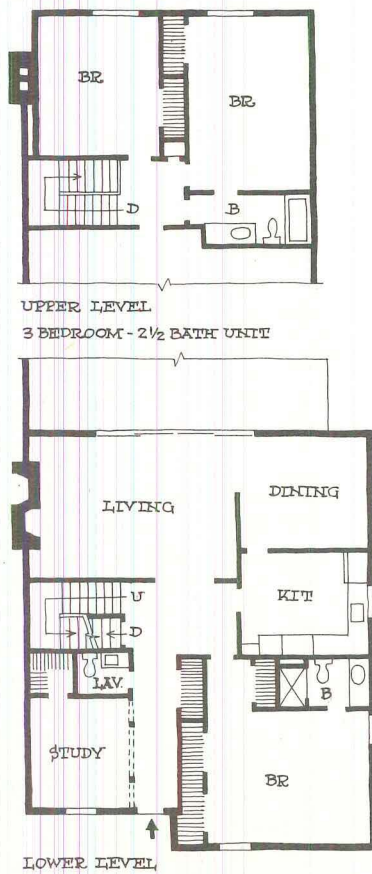 BR
BR
D
B
UPPER LEVEL
3 BEDROOM - 2½ BATH UNIT
LIVING
DINING
KIT
U
D
LAV.
B
STUDY
BR
LOWER LEVEL